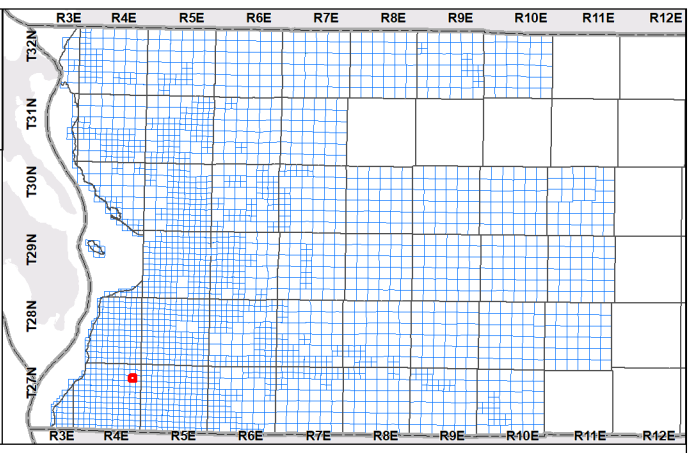 R3E R4E R5E R6E R7E R8E R9E R10E R11E R12E
T32N
T31N
T30N
T29N
T28N
T27N
R3E R4E R5E R6E R7E R8E R9E R10E R11E R12E